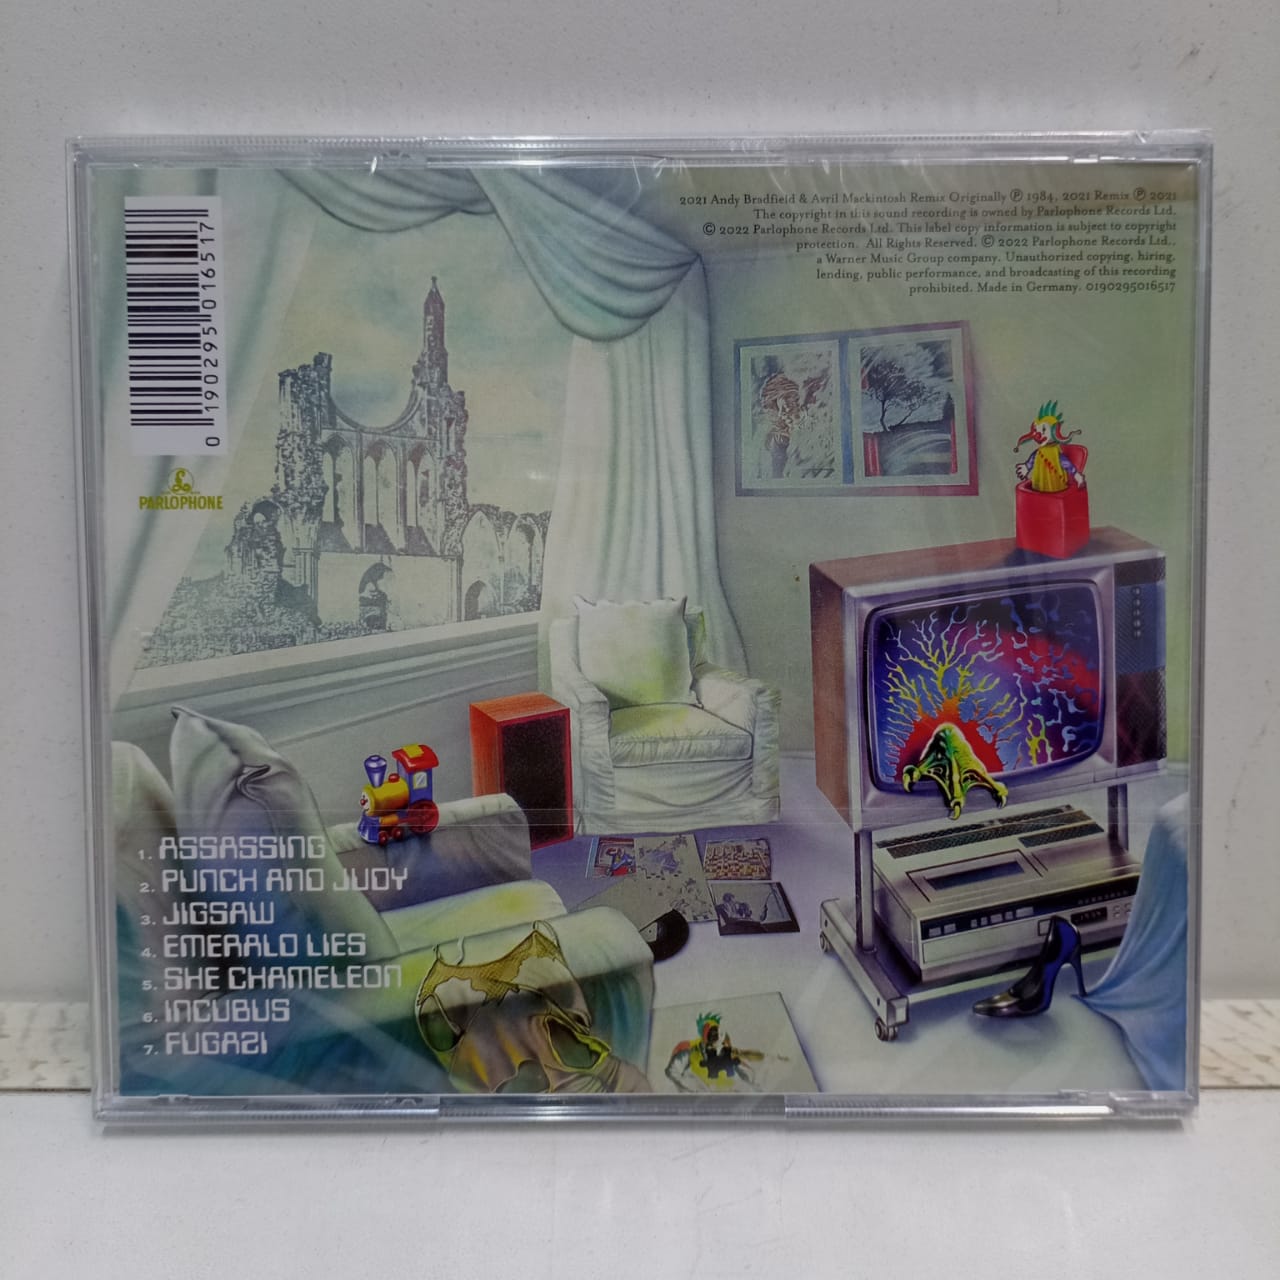 2021 Andy Bradfield & Avril Mackintosh Remix Originally ℗ 1984, 2021 Remix ℗ 2021
The copyright in this sound recording is owned by Parlophone Records Ltd.
© 2022 Parlophone Records Ltd. This label copy information is subject to copyright
protection. All Rights Reserved. © 2022 Parlophone Records Ltd.,
a Warner Music Group company. Unauthorized copying, hiring,
lending, public performance, and broadcasting of this recording
prohibited. Made in Germany. 0190295016517
0 190295 016517
PARLOPHONE
1. ASSASSING
2. PUNCH AND JUDY
3. JIGSAW
4. EMERALD LIES
5. SHE CHAMELEON
6. INCUBUS
7. FUGAZI